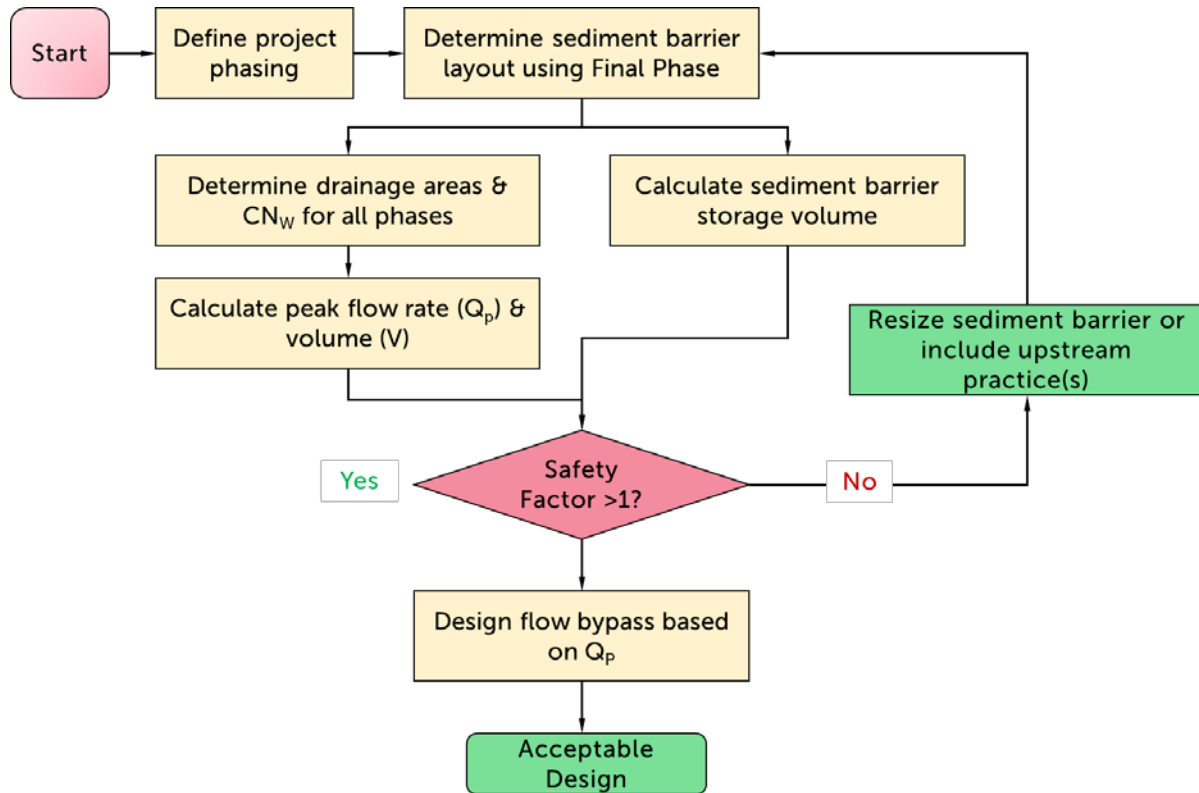 Start
Define project
phasing
Determine sediment barrier
layout using Final Phase
Determine drainage areas &
CNW for all phases
Calculate sediment barrier
storage volume
Calculate peak flow rate (Qp) &
volume (V)
Resize sediment barrier or
include upstream
practice(s)
Safety
Factor >1?
Yes
No
Design flow bypass based
on QP
Acceptable
Design